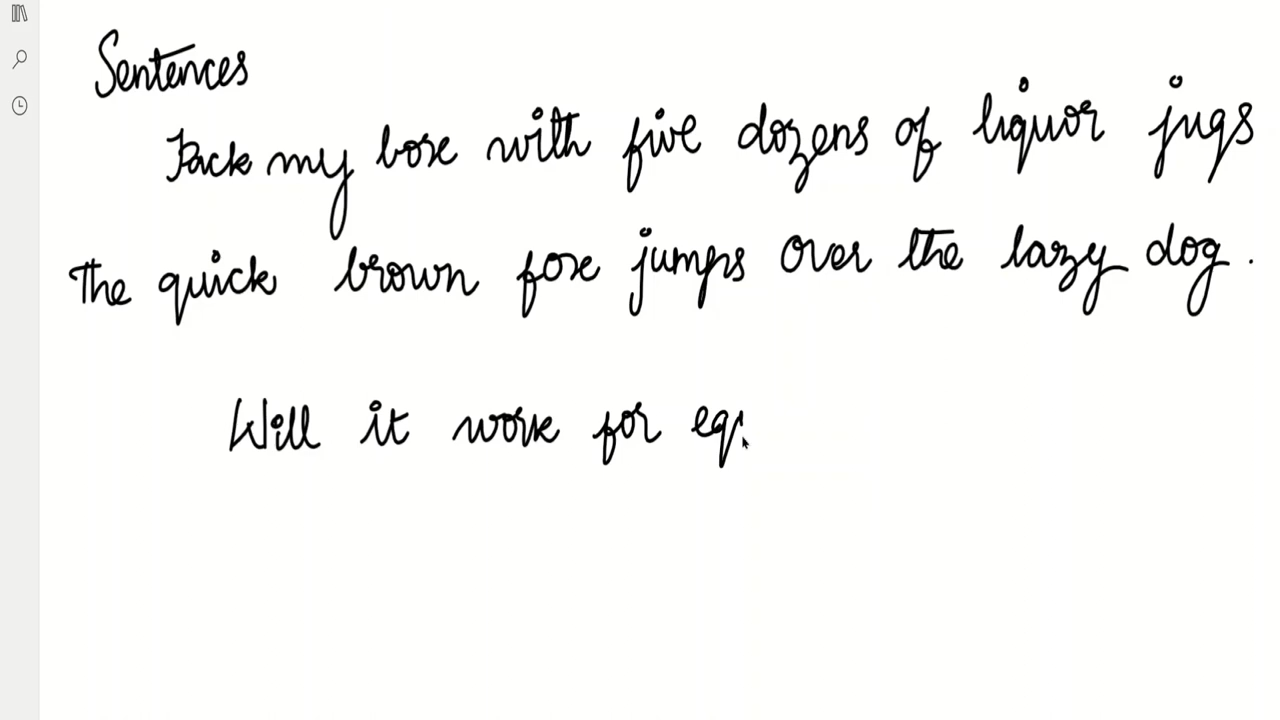 Sentences
Pack my box with five dozens of liquor jugs
The quick brown fox jumps over the lazy dog.
Will it work for eq